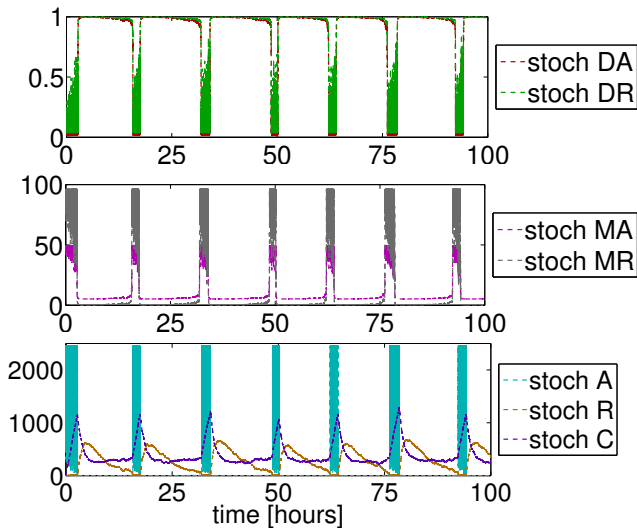 1
0.5
0
0 25 50 75 100
stoch DA
stoch DR
100
50
0
0 25 50 75 100
stoch MA
stoch MR
2000
1000
0
0 25 50 75 100
time [hours]
stoch A
stoch R
stoch C